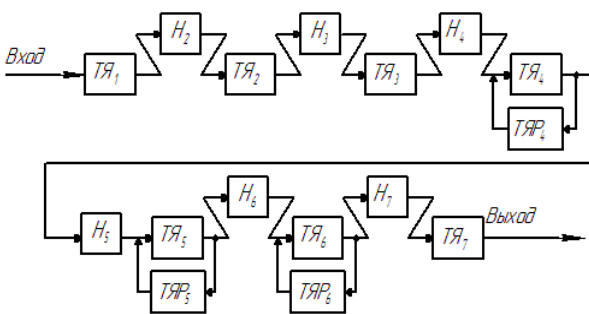 Вход
ТЯ₁
Н₂
ТЯ₂
Н₃
ТЯ₃
Н₄
ТЯ₄
ТЯР₄
Н₅
ТЯ₅
ТЯР₅
Н₆
ТЯ₆
ТЯР₆
Н₇
ТЯ₇
Выход